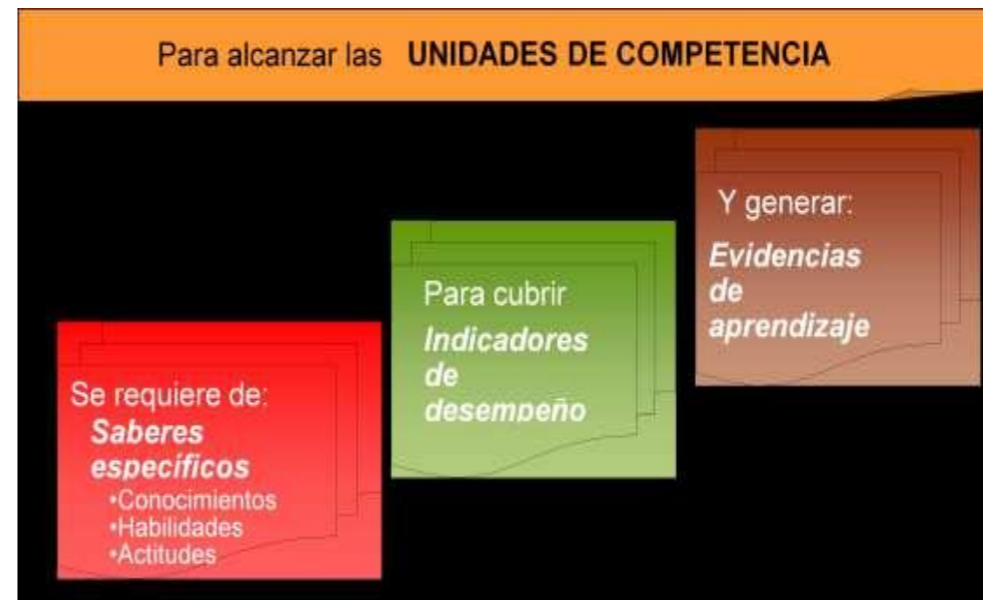 Para alcanzar las UNIDADES DE COMPETENCIA
Se requiere de:
Saberes
específicos
•Conocimientos
•Habilidades
•Actitudes
Para cubrir
Indicadores
de
desempeño
Y generar:
Evidencias
de
aprendizaje